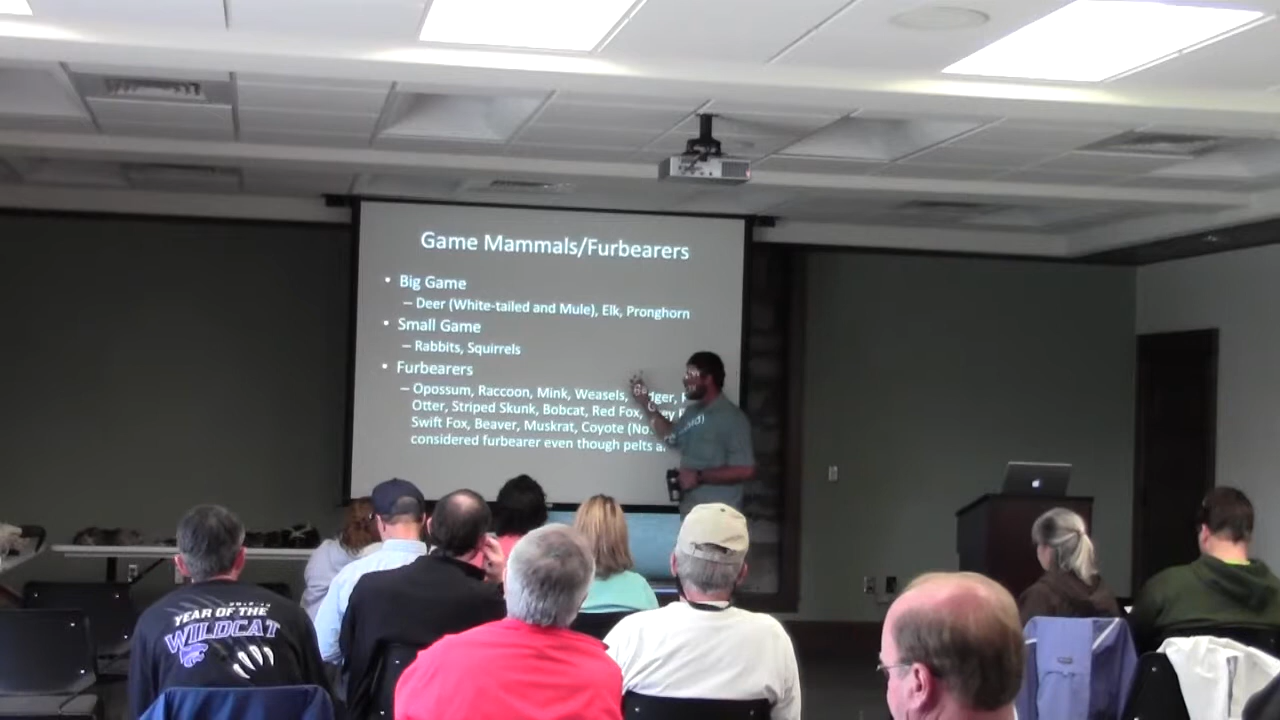 Game Mammals/Furbearers
• Big Game
– Deer (White-tailed and Mule), Elk, Pronghorn
• Small Game
– Rabbits, Squirrels
• Furbearers
– Opossum, Raccoon, Mink, Weasels,
Otter, Striped Skunk, Bobcat, Red Fox,
Swift Fox, Beaver, Muskrat, Coyote
considered furbearer even though pelts
YEAR OF THE
WILDCAT